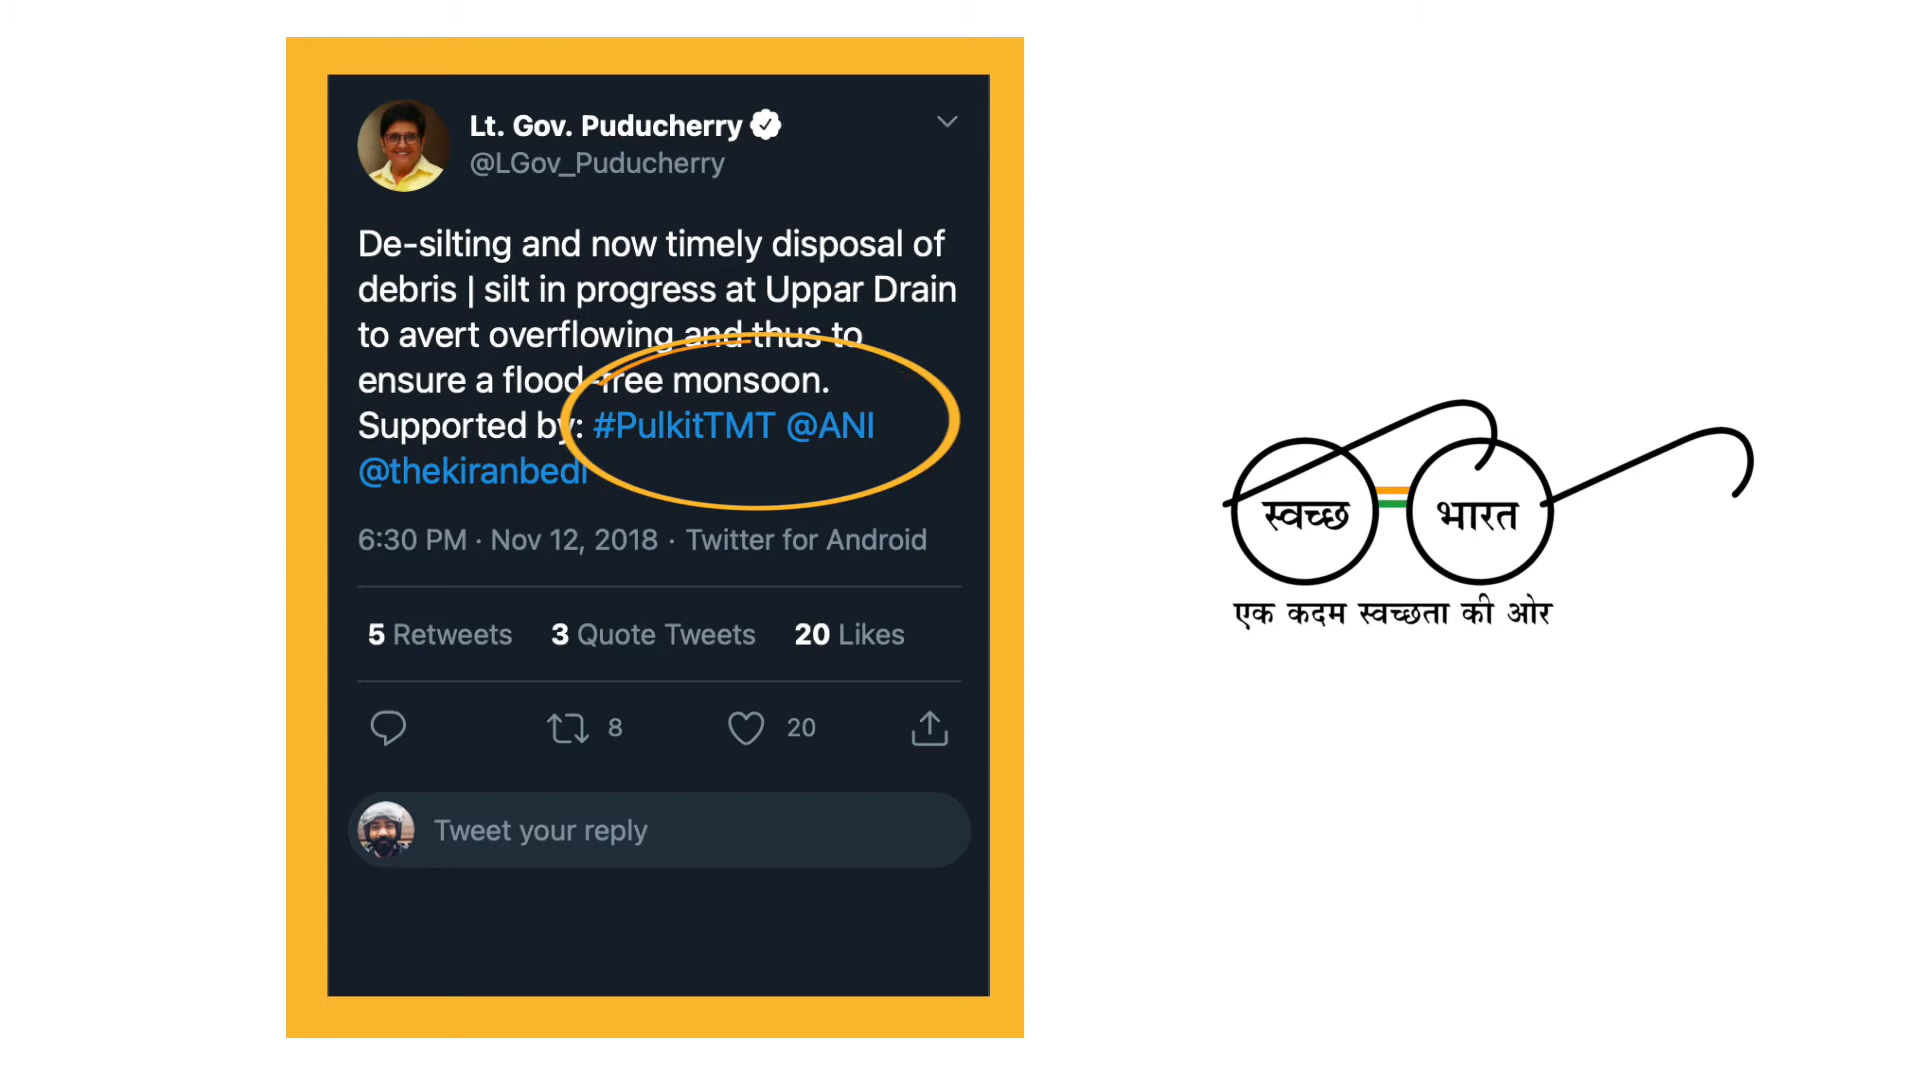 Lt. Gov. Puducherry
@LGov_Puducherry
De-silting and now timely disposal of
debris | silt in progress at Uppar Drain
to avert overflowing and thus to
ensure a flood-free monsoon.
Supported by: #PulkitTMT @ANI
@thekiranbedi
6:30 PM · Nov 12, 2018 · Twitter for Android
5 Retweets 3 Quote Tweets 20 Likes
8 20
Tweet your reply
स्वच्छ भारत
एक कदम स्वच्छता की ओर